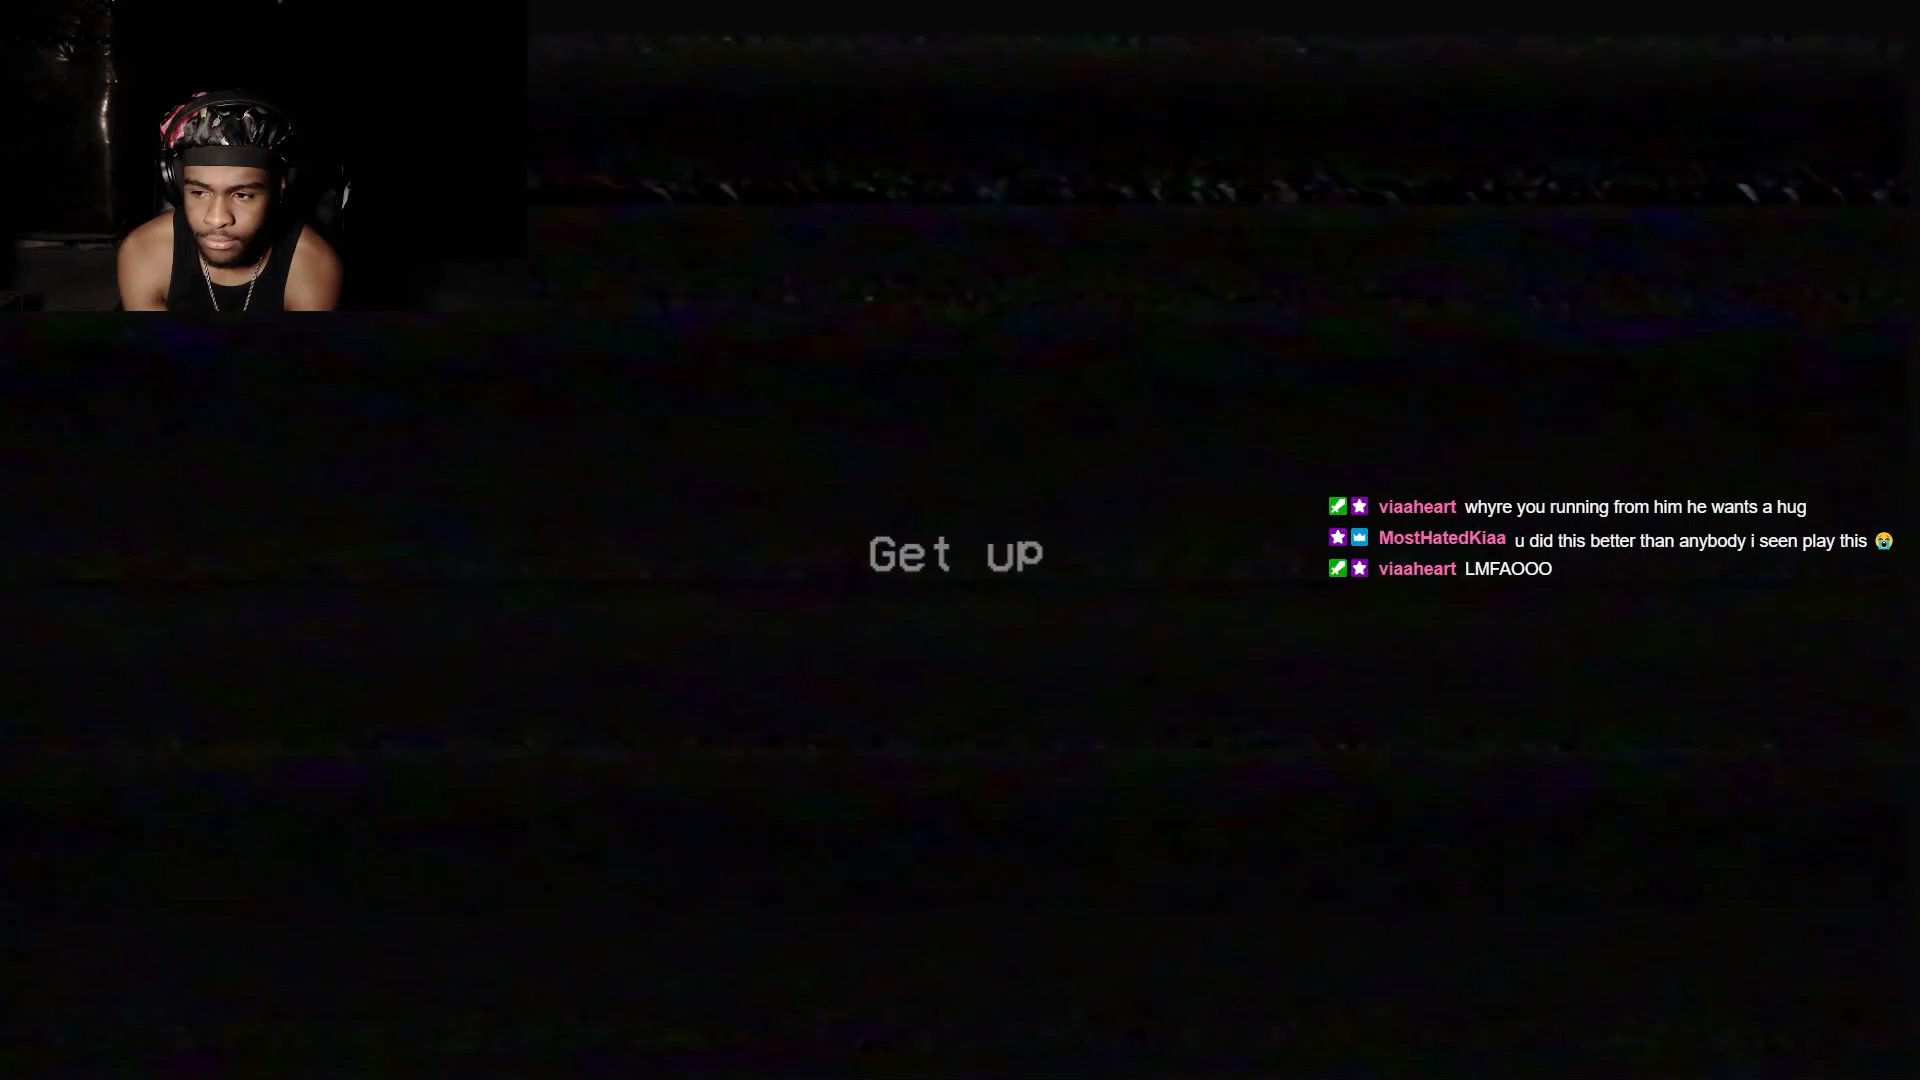 Get up
viaaheart whyre you running from him he wants a hug
MostHatedKiaa u did this better than anybody i seen play this 😭
viaaheart LMFAOOO